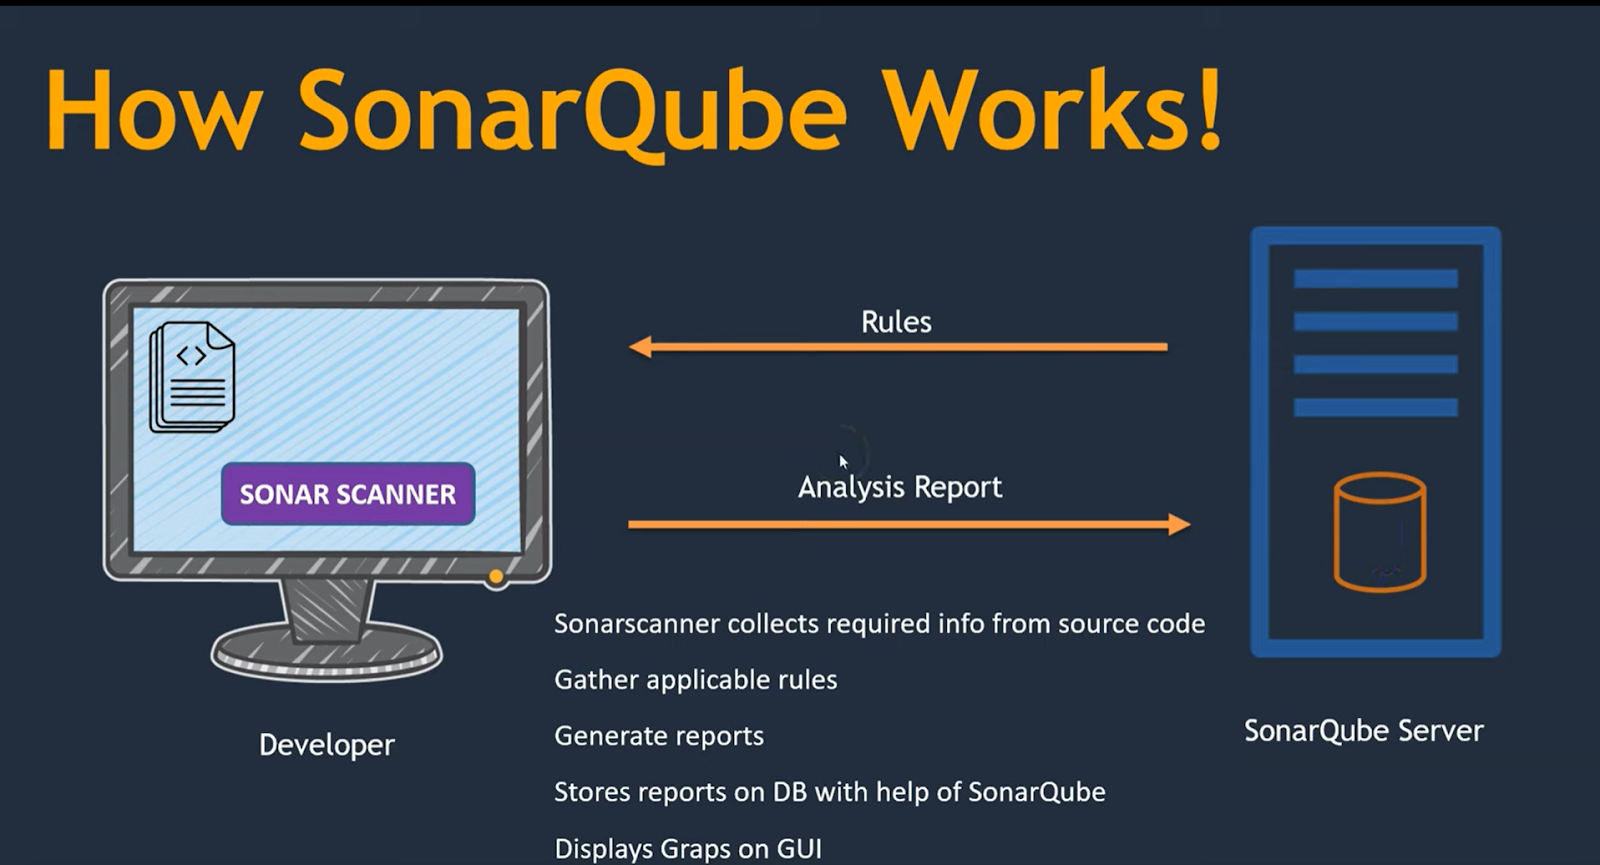 How SonarQube Works!
Rules
SONAR SCANNER
Analysis Report
Sonarscanner collects required info from source code
Gather applicable rules
Generate reports
Stores reports on DB with help of SonarQube
Displays Graps on GUI
Developer
SonarQube Server